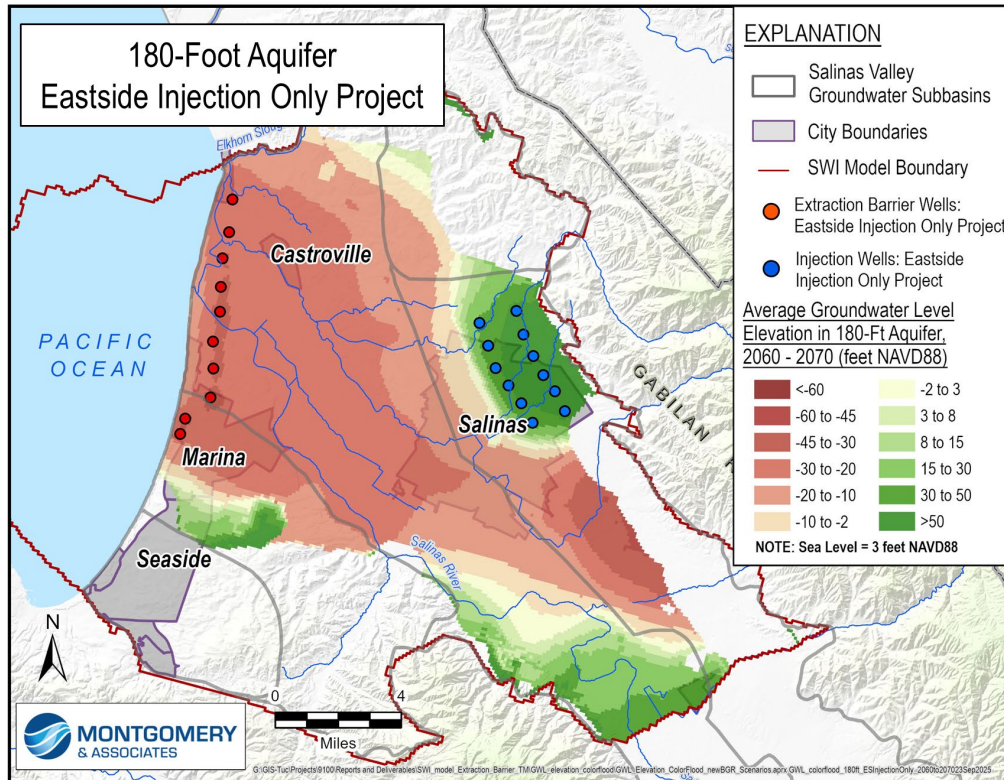 180-Foot Aquifer
Eastside Injection Only Project
EXPLANATION
Salinas Valley
Groundwater Subbasins
City Boundaries
SWI Model Boundary
Extraction Barrier Wells:
Eastside Injection Only Project
Injection Wells: Eastside
Injection Only Project
Average Groundwater Level
Elevation in 180-Ft Aquifer,
2060 - 2070 (feet NAVD88)
<-60
-60 to -45
-45 to -30
-30 to -20
-20 to -10
-10 to -2
-2 to 3
3 to 8
8 to 15
15 to 30
30 to 50
>50
NOTE: Sea Level = 3 feet NAVD88
Elkhorn Slough
Castroville
PACIFIC
OCEAN
GABILAN
Salinas
Marina
Seaside
Salinas River
N
0 4
Miles
MONTGOMERY
& ASSOCIATES